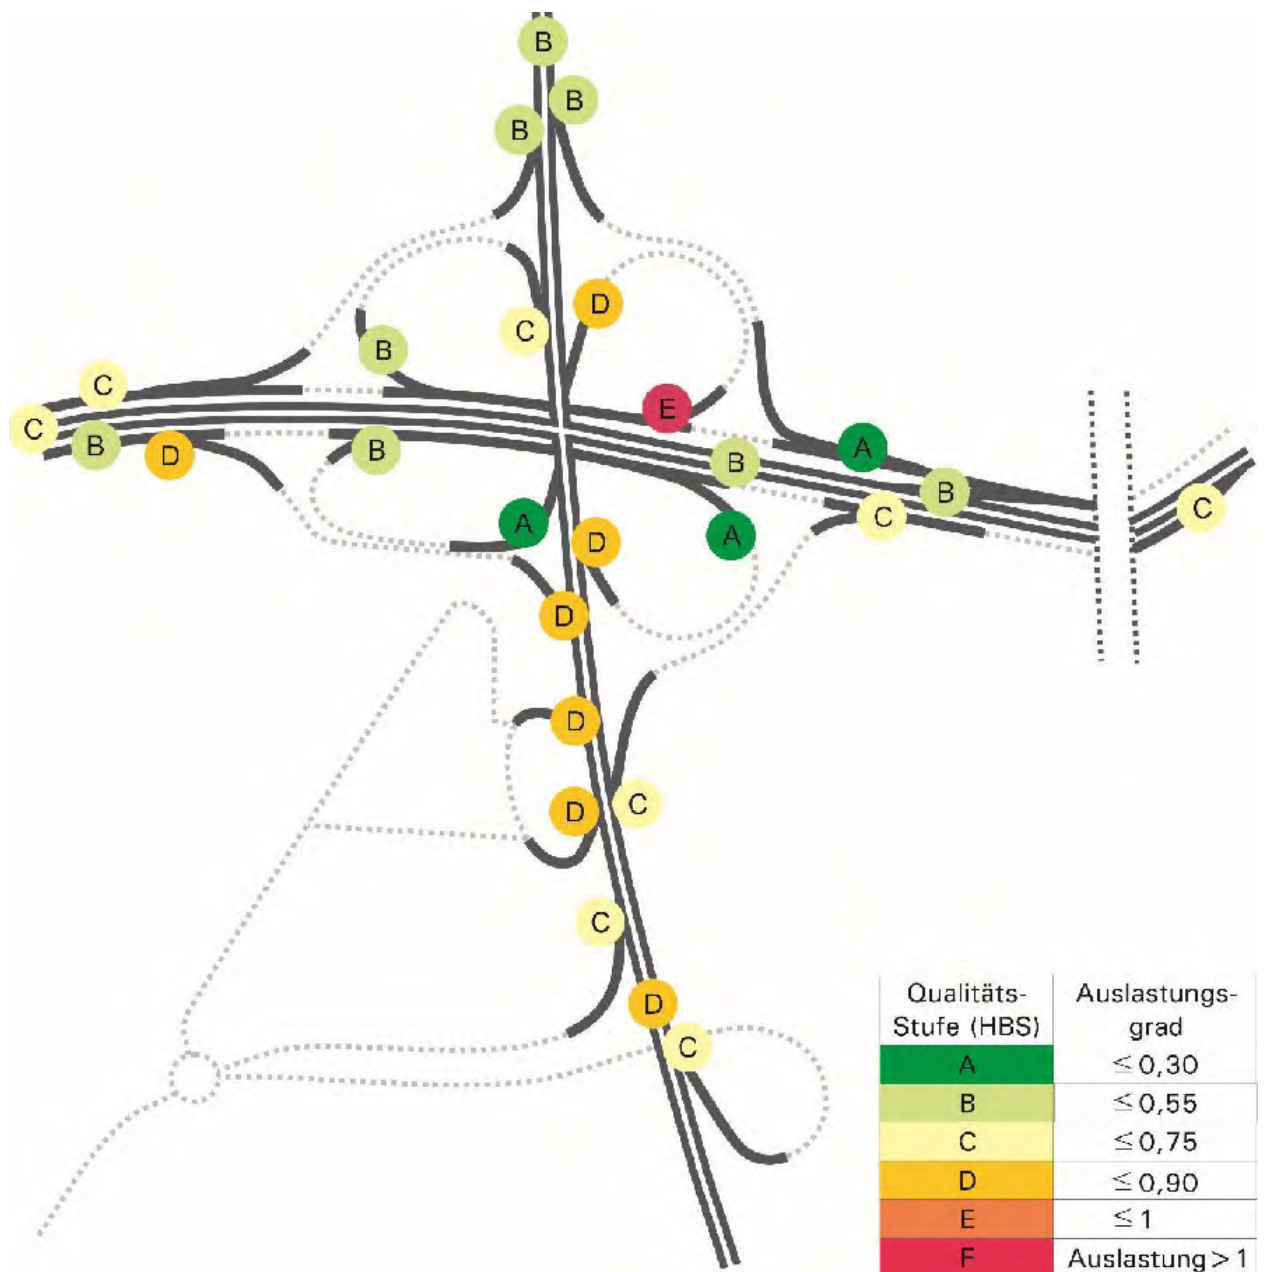 B
B
B
D
C
B
C
E
C
B
B
D
A
B
B
C
C
A
D
A
D
D
D
C
C
D
C
Qualitäts- Auslastungs-
Stufe (HBS) grad
A ≤ 0,30
B ≤ 0,55
C ≤ 0,75
D ≤ 0,90
E ≤ 1
F Auslastung > 1